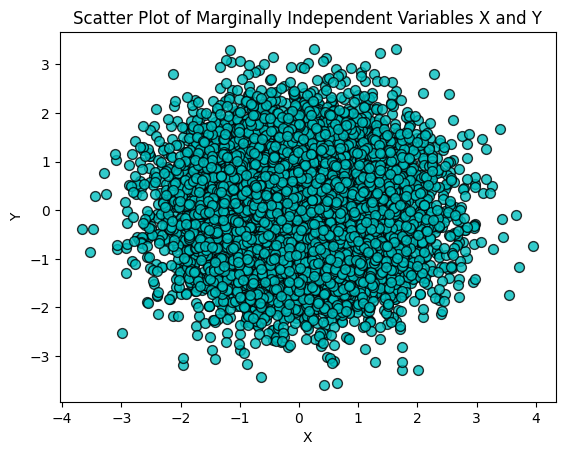 Scatter Plot of Marginally Independent Variables X and Y
3
2
1
0
−1
−2
−3
Y
−4 −3 −2 −1 0 1 2 3 4
X